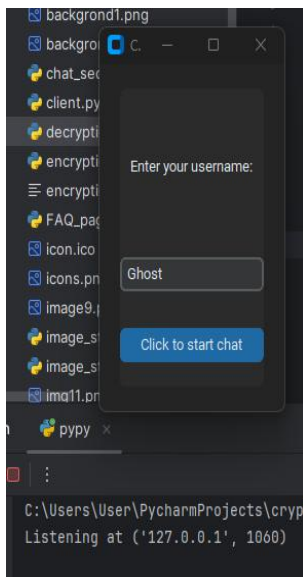 backgrond1.png
backgro
chat_sec
client.py
decrypti
encrypti
encrypti
FAQ_pag
icon.ico
icons.pn
image9.p
image_s
image_s
img11.pn
C.
Enter your username:
Ghost
Click to start chat
pypy
C:\Users\User\PycharmProjects\cryp
Listening at ('127.0.0.1', 1060)